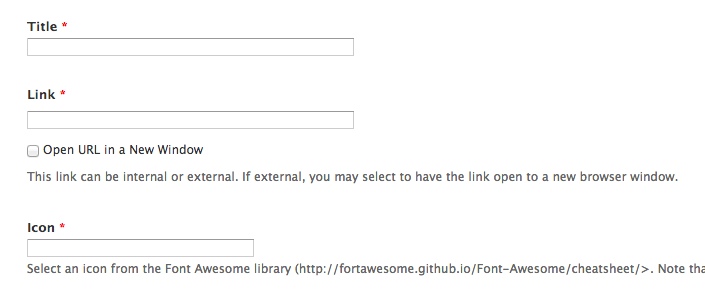 Title *
Link *
Open URL in a New Window
This link can be internal or external. If external, you may select to have the link open to a new browser window.
Icon *
Select an icon from the Font Awesome library (http://fortawesome.github.io/Font-Awesome/cheatsheet/>. Note tha